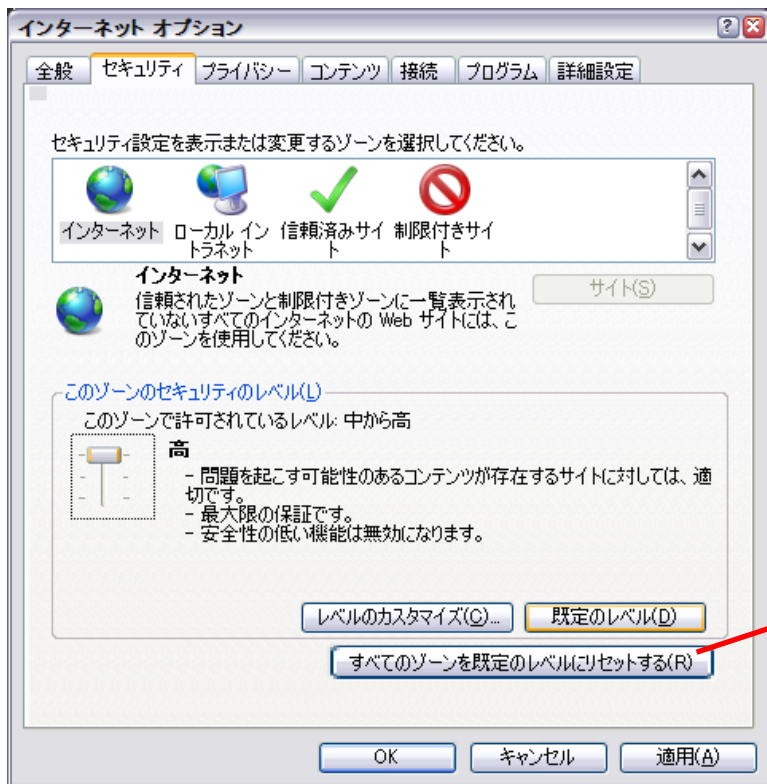 インターネット オプション
全般 セキュリティ プライバシー コンテンツ 接続 プログラム 詳細設定
セキュリティ設定を表示または変更するゾーンを選択してください。
インターネット ローカル イン 信頼済みサイ 制限付きサイ
トラネット ト ト
インターネット
サイト(S)
信頼されたゾーンと制限付きゾーンに一覧表示され
ていないすべてのインターネットの Web サイトには、こ
のゾーンを使用してください。
このゾーンのセキュリティのレベル(L)
このゾーンで許可されているレベル: 中から高
高
- 問題を起こす可能性のあるコンテンツが存在するサイトに対しては、適
切です。
- 最大限の保証です。
- 安全性の低い機能は無効になります。
レベルのカスタマイズ(C)... 既定のレベル(D)
すべてのゾーンを既定のレベルにリセットする(R)
OK キャンセル 適用(A)